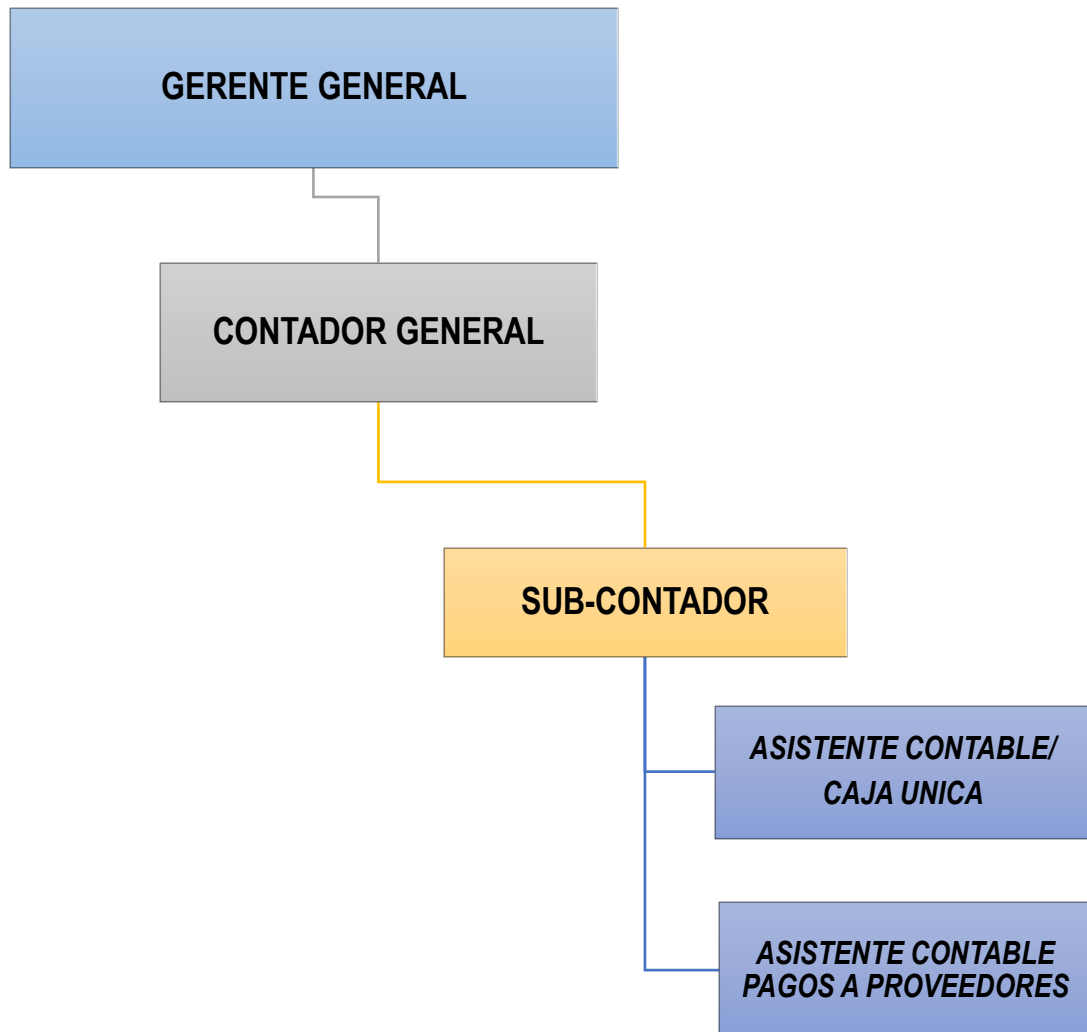 GERENTE GENERAL
CONTADOR GENERAL
SUB-CONTADOR
ASISTENTE CONTABLE/
CAJA UNICA
ASISTENTE CONTABLE
PAGOS A PROVEEDORES